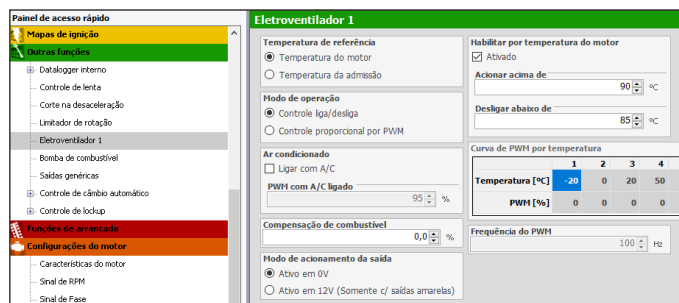 Painel de acesso rápido
Mapas de ignição
Outras funções
Datalogger interno
Controle de lenta
Corte na desaceleração
Limitador de rotação
Eletroventilador 1
Bomba de combustível
Saídas genéricas
Controle de câmbio automático
Controle de lockup
Funções de arrancada
Configurações do motor
Características do motor
Sinal de RPM
Sinal de Fase
Eletroventilador 1
Temperatura de referência
Temperatura do motor
Temperatura da admissão
Modo de operação
Controle liga/desliga
Controle proporcional por PWM
Ar condicionado
Ligar com A/C
PWM com A/C ligado
95 %
Compensação de combustível
0,0 %
Modo de acionamento da saída
Ativo em 0V
Ativo em 12V (Somente c/ saídas amarelas)
Habilitar por temperatura do motor
Ativado
Acionar acima de
90 ºC
Desligar abaixo de
85 ºC
Curva de PWM por temperatura
1 2 3 4
Temperatura [ºC] -20 0 20 50
PWM [%] 0 0 0 0
Frequência do PWM
100 Hz